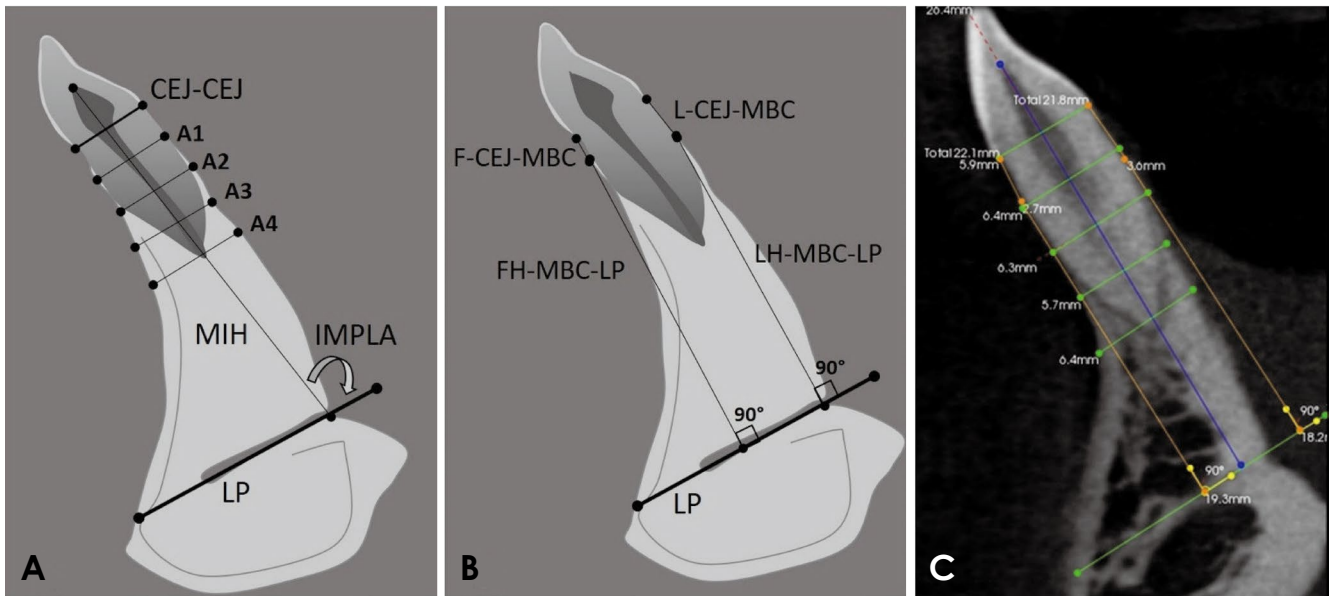 CEJ-CEJ
A1
A2
A3
A4
MIH
IMPLA
LP
A
L-CEJ-MBC
F-CEJ-MBC
FH-MBC-LP
LH-MBC-LP
90°
90°
LP
B
26.4mm
Total 21.8mm
Total 22.1mm
5.9mm
3.6mm
6.4mm
2.7mm
6.3mm
5.7mm
6.4mm
90°
18.2
90°
19.3mm
C